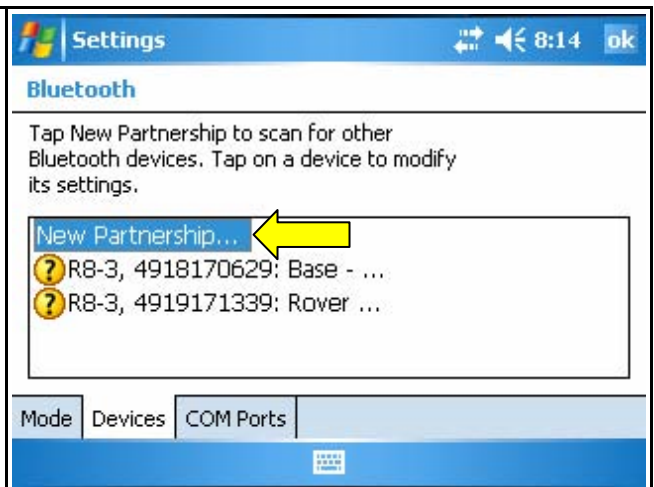 Settings 8:14 ok
Bluetooth
Tap New Partnership to scan for other
Bluetooth devices. Tap on a device to modify
its settings.
New Partnership...
R8-3, 4918170629: Base - ...
R8-3, 4919171339: Rover ...
Mode Devices COM Ports